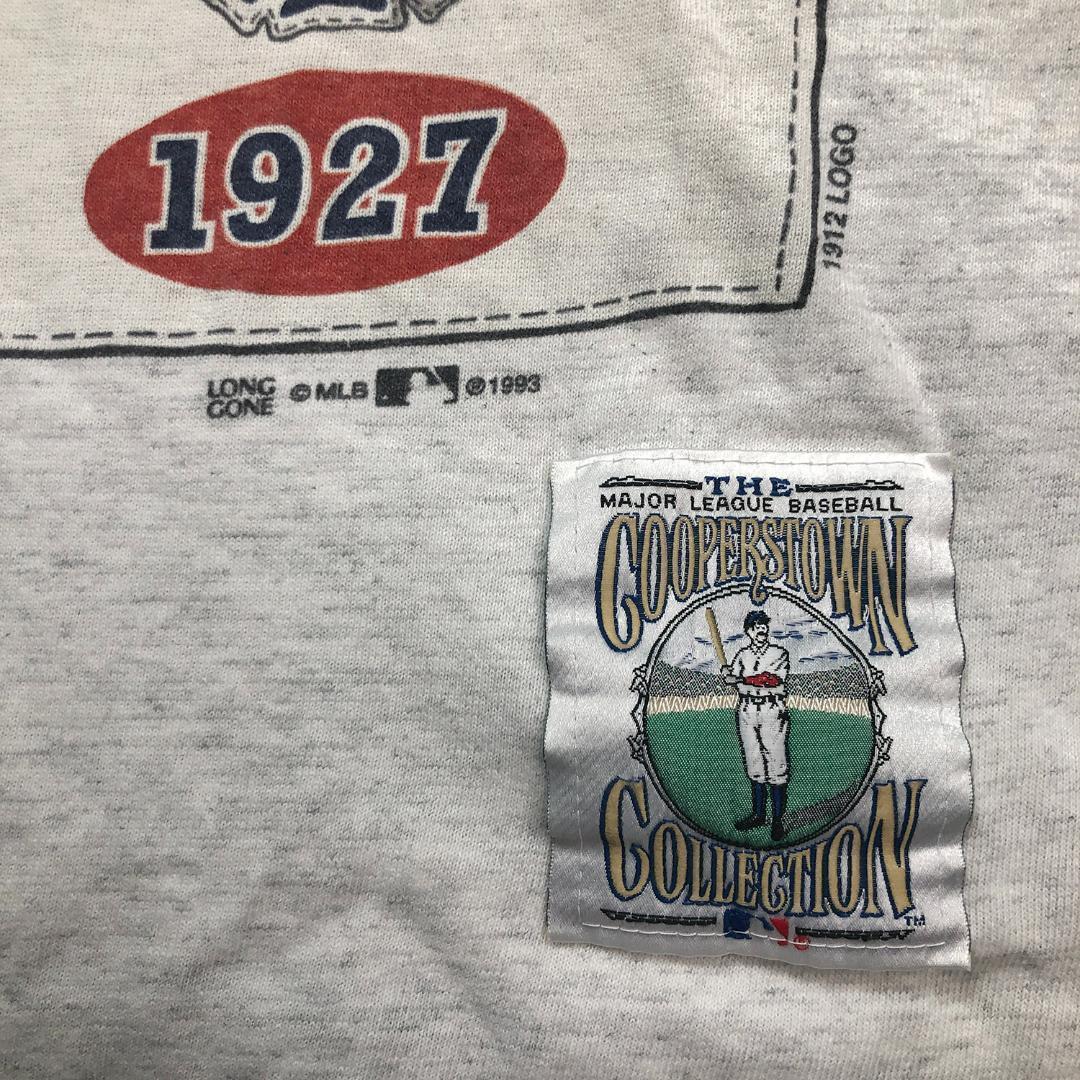 1927
1912 LOGO
LONG GONE © MLB ℗ 1993
THE
MAJOR LEAGUE BASEBALL
COOPERSTOWN
COLLECTION
TM